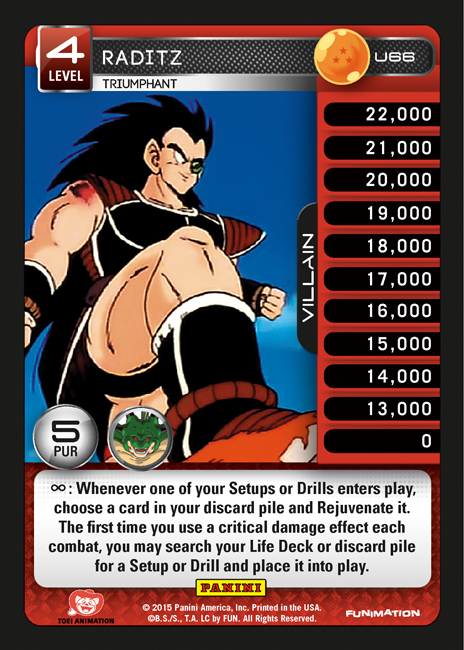 4
LEVEL
RADITZ
U66
TRIUMPHANT
22,000
21,000
20,000
19,000
18,000
17,000
16,000
15,000
14,000
13,000
0
VILLAIN
5
PUR
∞: Whenever one of your Setups or Drills enters play,
choose a card in your discard pile and Rejuvenate it.
The first time you use a critical damage effect each
combat, you may search your Life Deck or discard pile
for a Setup or Drill and place it into play.
PANINI
TOEI ANIMATION
© 2015 Panini America, Inc. Printed in the USA.
©B.S./S., T.A. LC by FUN. All Rights Reserved.
FUNIMATION